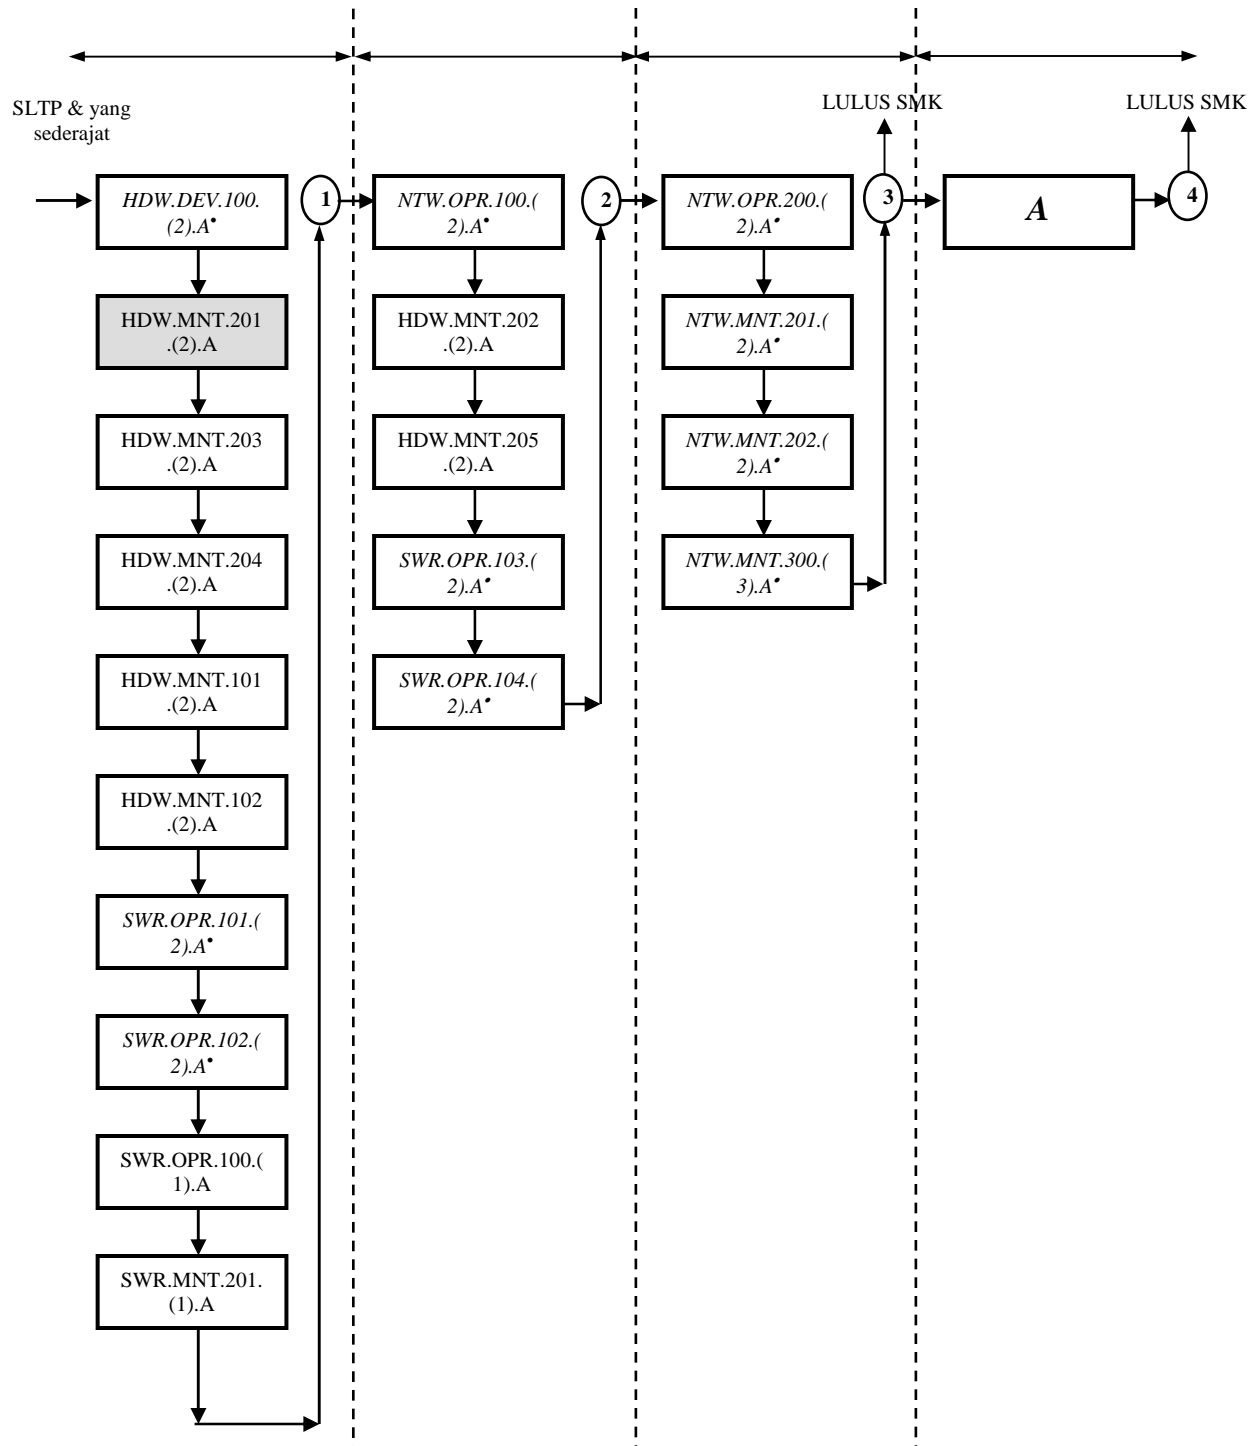 SLTP & yang
sederajat
LULUS SMK
LULUS SMK
HDW.DEV.100.
(2).A•
HDW.MNT.201
.(2).A
HDW.MNT.203
.(2).A
HDW.MNT.204
.(2).A
HDW.MNT.101
.(2).A
HDW.MNT.102
.(2).A
SWR.OPR.101.(
2).A•
SWR.OPR.102.(
2).A•
SWR.OPR.100.(
1).A
SWR.MNT.201.
(1).A
1
NTW.OPR.100.(
2).A•
HDW.MNT.202
.(2).A
HDW.MNT.205
.(2).A
SWR.OPR.103.(
2).A•
SWR.OPR.104.(
2).A•
2
NTW.OPR.200.(
2).A•
NTW.MNT.201.(
2).A•
NTW.MNT.202.(
2).A•
NTW.MNT.300.(
3).A•
3
A
4